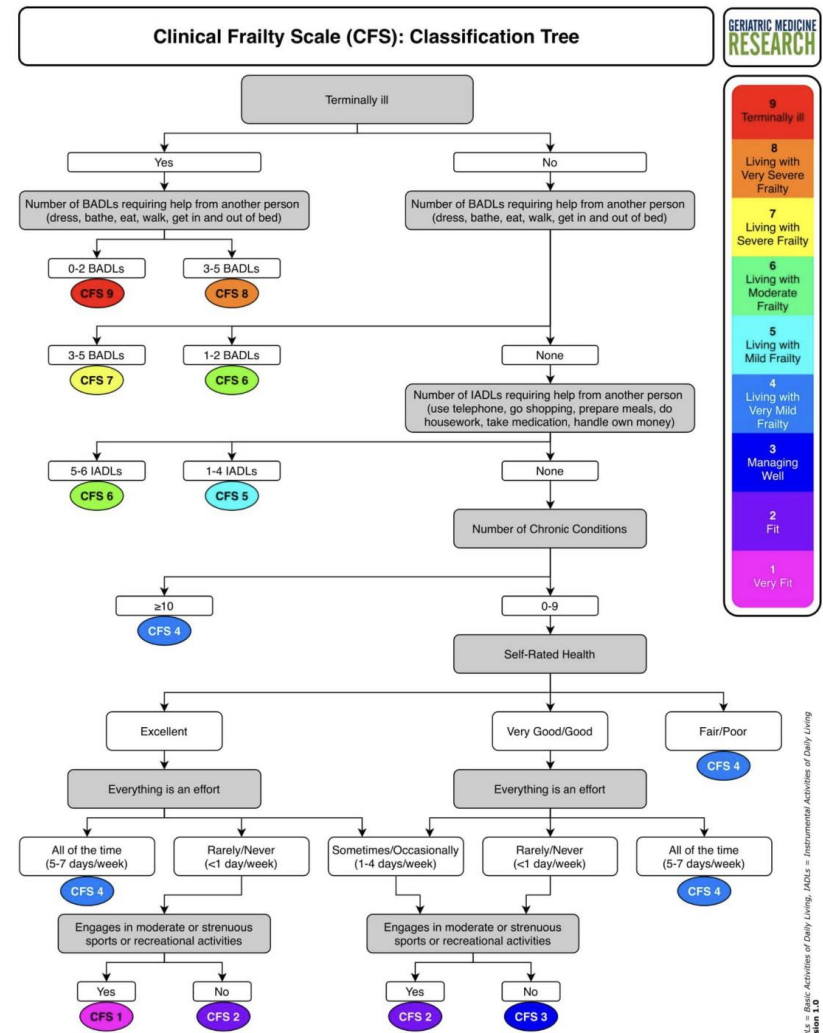 Clinical Frailty Scale (CFS): Classification Tree
GERIATRIC MEDICINE
RESEARCH
Terminally ill
Yes
No
Number of BADLs requiring help from another person
(dress, bathe, eat, walk, get in and out of bed)
Number of BADLs requiring help from another person
(dress, bathe, eat, walk, get in and out of bed)
0-2 BADLs
3-5 BADLs
CFS 9
CFS 8
3-5 BADLs
1-2 BADLs
None
CFS 7
CFS 6
Number of IADLs requiring help from another person
(use telephone, go shopping, prepare meals, do
housework, take medication, handle own money)
5-6 IADLs
1-4 IADLs
None
CFS 6
CFS 5
Number of Chronic Conditions
≥10
0-9
CFS 4
Self-Rated Health
Excellent
Very Good/Good
Fair/Poor
CFS 4
Everything is an effort
Everything is an effort
All of the time
(5-7 days/week)
Rarely/Never
(<1 day/week)
Sometimes/Occasionally
(1-4 days/week)
Rarely/Never
(<1 day/week)
All of the time
(5-7 days/week)
CFS 4
CFS 4
Engages in moderate or strenuous
sports or recreational activities
Engages in moderate or strenuous
sports or recreational activities
Yes
No
Yes
No
CFS 1
CFS 2
CFS 2
CFS 3
9
Terminally ill
8
Living with
Very Severe
Frailty
7
Living with
Severe Frailty
6
Living with
Moderate
Frailty
5
Living with
Mild Frailty
4
Living with
Very Mild
Frailty
3
Managing
Well
2
Fit
1
Very Fit
= Basic Activities of Daily Living, IADLs = Instrumental Activities of Daily Living
1.0